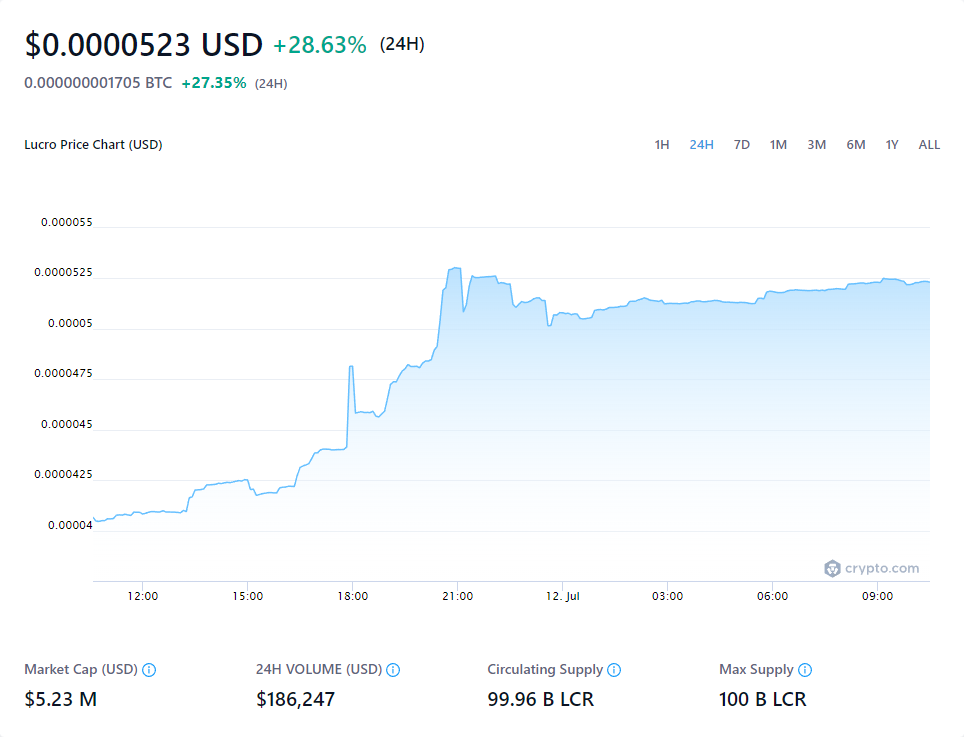 $0.0000523 USD +28.63% (24H)
0.000000001705 BTC +27.35% (24H)
Lucro Price Chart (USD) 1H 24H 7D 1M 3M 6M 1Y ALL
0.000055
0.0000525
0.00005
0.0000475
0.000045
0.0000425
0.00004
crypto.com
12:00 15:00 18:00 21:00 12. Jul 03:00 06:00 09:00
Market Cap (USD) 24H VOLUME (USD) Circulating Supply Max Supply
$5.23 M $186,247 99.96 B LCR 100 B LCR